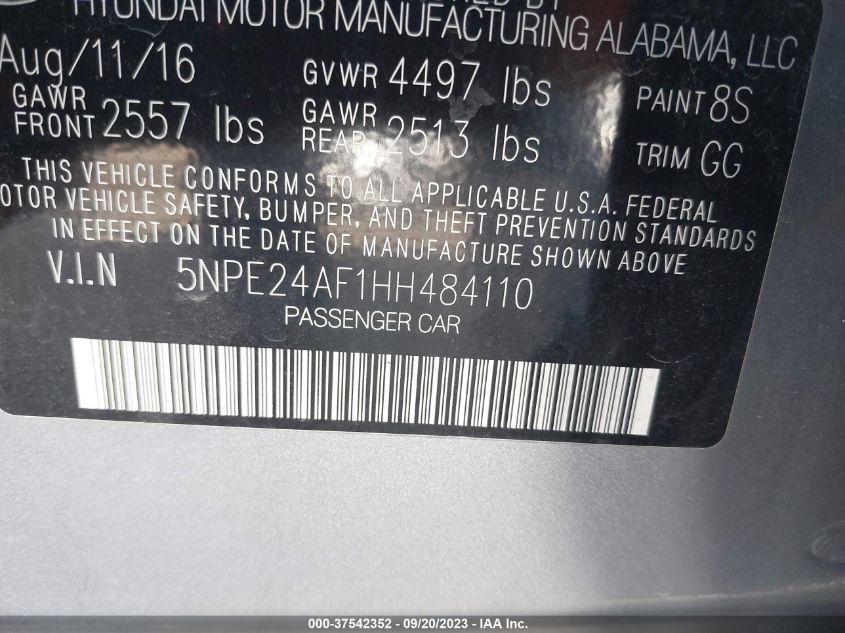 HYUNDAI MOTOR MANUFACTURING ALABAMA, LLC
Aug/11/16 GVWR 4497 lbs PAINT 8S
GAWR FRONT 2557 lbs GAWR REAR 2513 lbs TRIM GG
THIS VEHICLE CONFORMS TO ALL APPLICABLE U.S.A. FEDERAL
VEHICLE SAFETY, BUMPER, AND THEFT PREVENTION STANDARDS
IN EFFECT ON THE DATE OF MANUFACTURE SHOWN ABOVE
V.I.N 5NPE24AF1HH484110
PASSENGER CAR
000-37542352 - 09/20/2023 - IAA Inc.